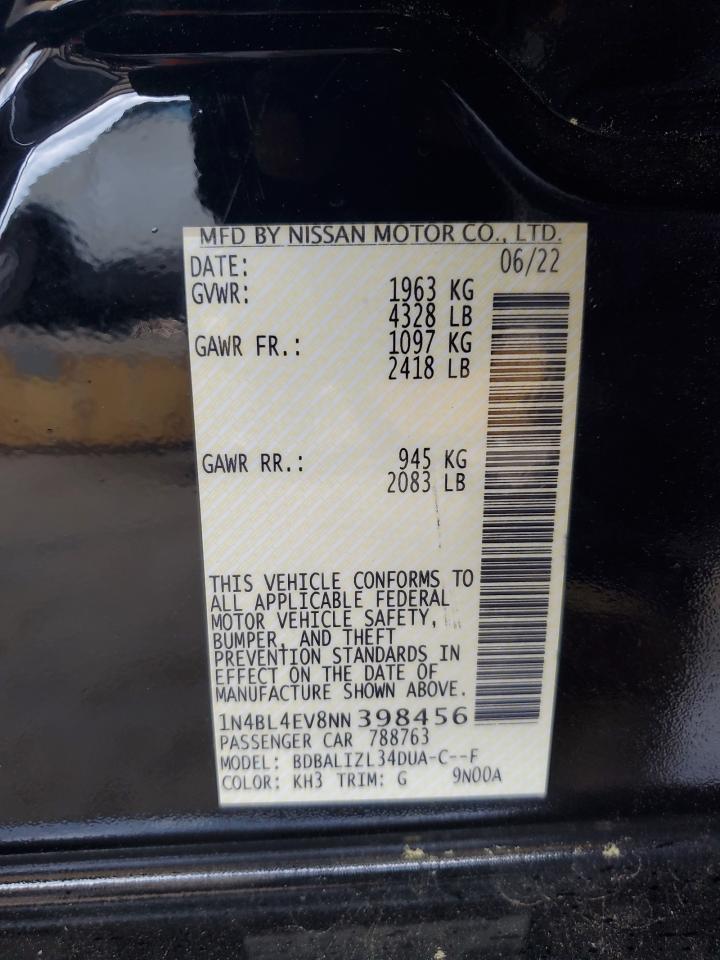 MFD BY NISSAN MOTOR CO., LTD.
DATE: 06/22
GVWR: 1963 KG
4328 LB
GAWR FR.: 1097 KG
2418 LB
GAWR RR.: 945 KG
2083 LB
THIS VEHICLE CONFORMS TO
ALL APPLICABLE FEDERAL
MOTOR VEHICLE SAFETY,
BUMPER, AND THEFT
PREVENTION STANDARDS IN
EFFECT ON THE DATE OF
MANUFACTURE SHOWN ABOVE.
1N4BL4EV8NN398456
PASSENGER CAR 788763
MODEL: BDBALIZL34DUA-C--F
COLOR: KH3 TRIM: G 9N00A